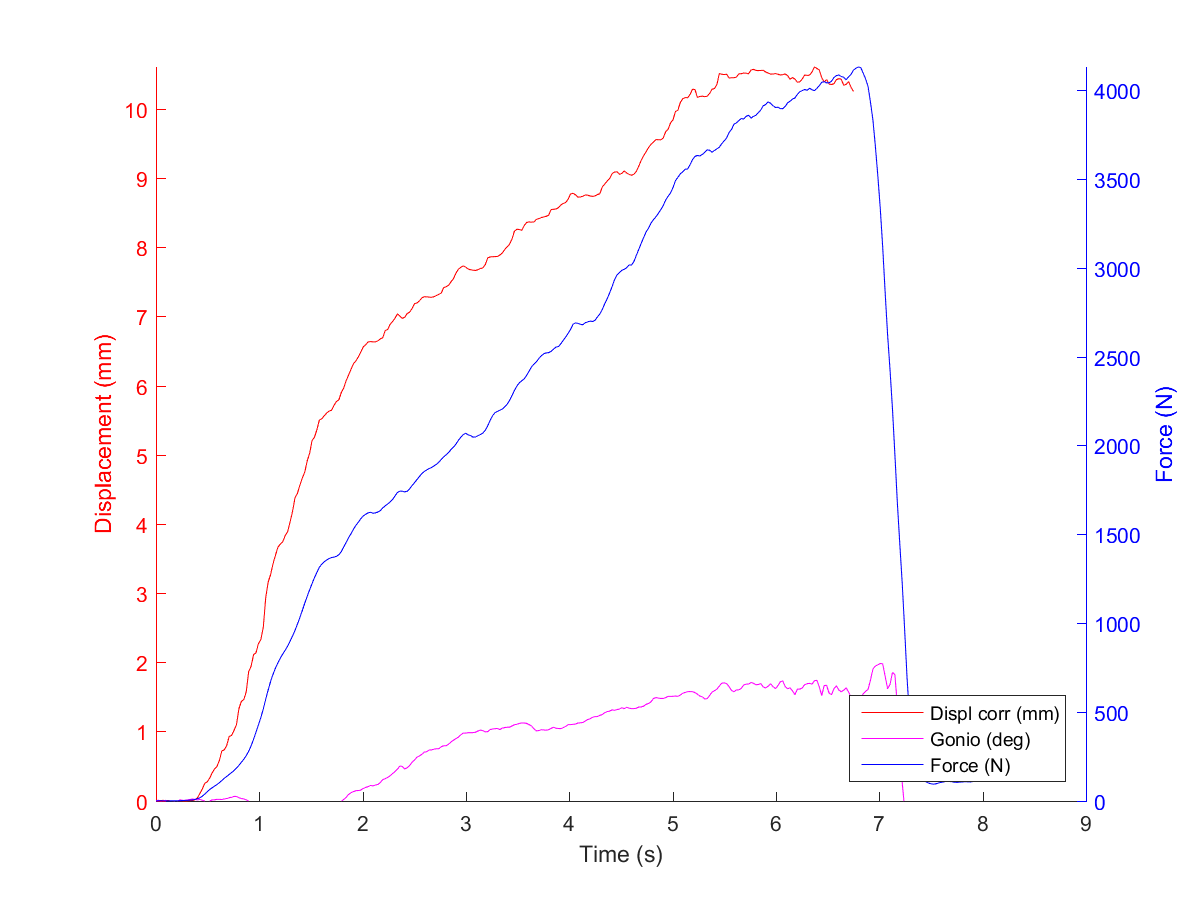 10
9
8
7
6
5
4
3
2
1
0
Displacement (mm)
4000
3500
3000
2500
2000
1500
1000
500
0
Force (N)
Displ corr (mm)
Gonio (deg)
Force (N)
0 1 2 3 4 5 6 7 8 9
Time (s)